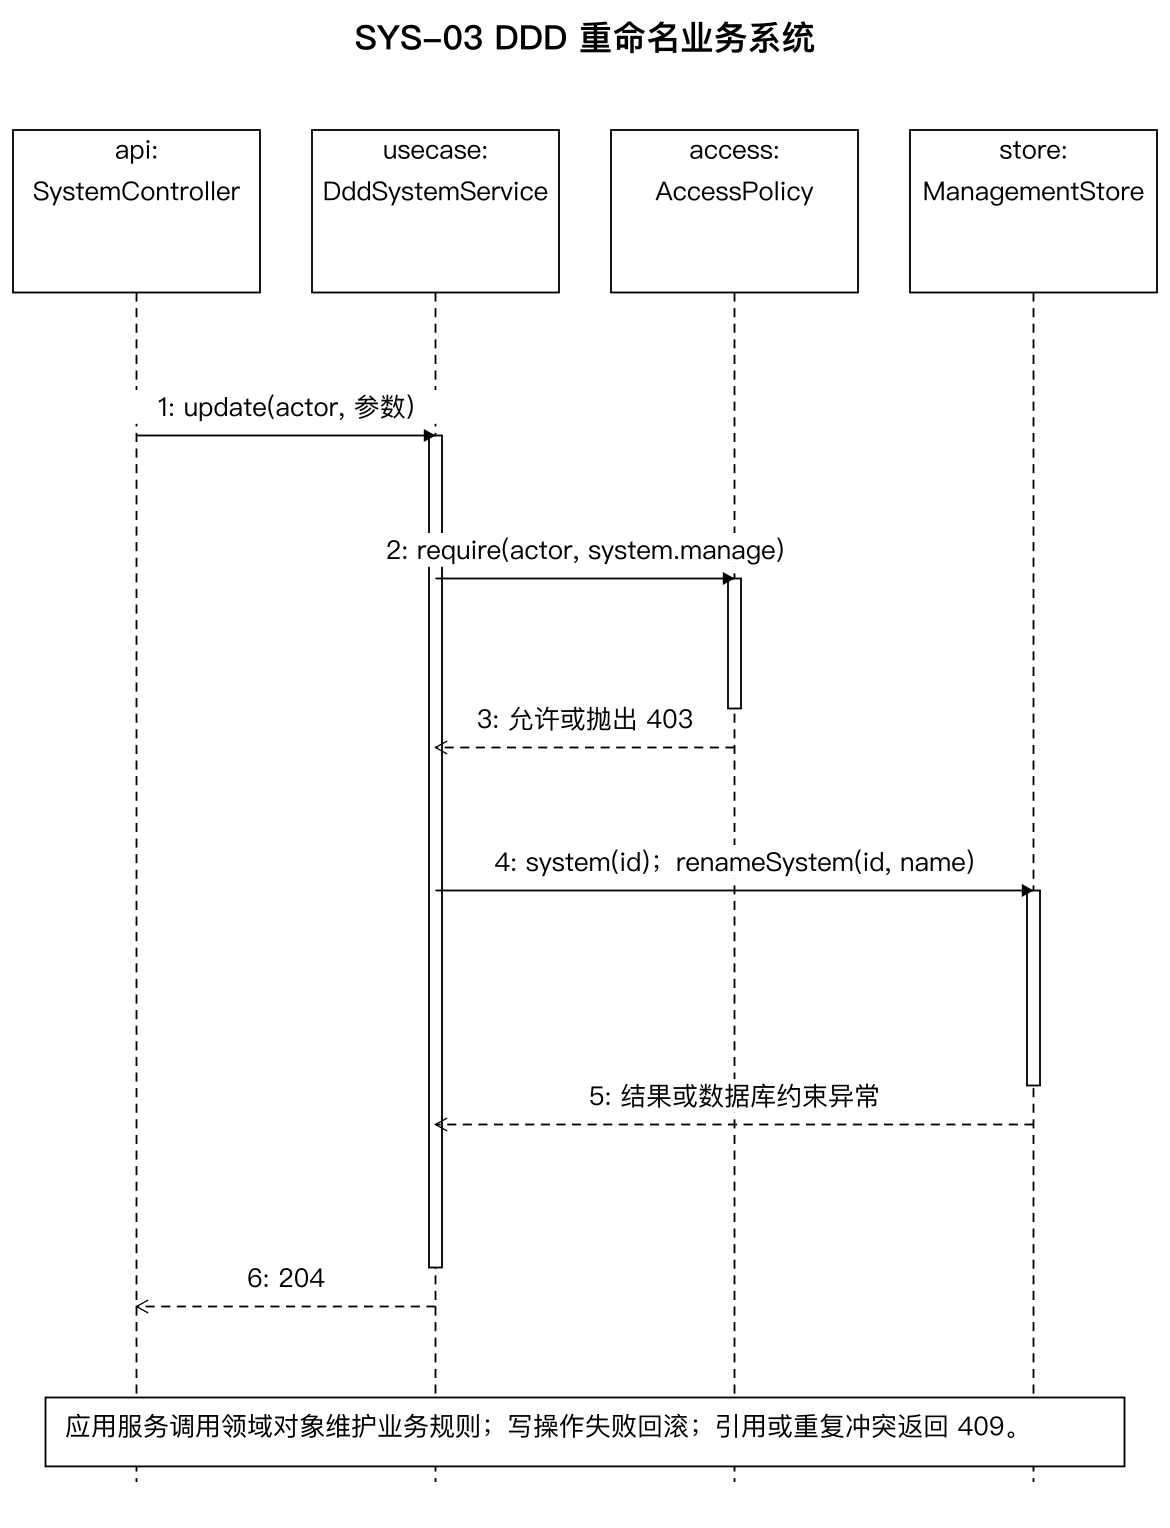 SYS-03 DDD 重命名业务系统
api:
SystemController
usecase:
DddSystemService
access:
AccessPolicy
store:
ManagementStore
1: update(actor, 参数)
2: require(actor, system.manage)
3: 允许或抛出 403
4: system(id)；renameSystem(id, name)
5: 结果或数据库约束异常
6: 204
应用服务调用领域对象维护业务规则；写操作失败回滚；引用或重复冲突返回 409。